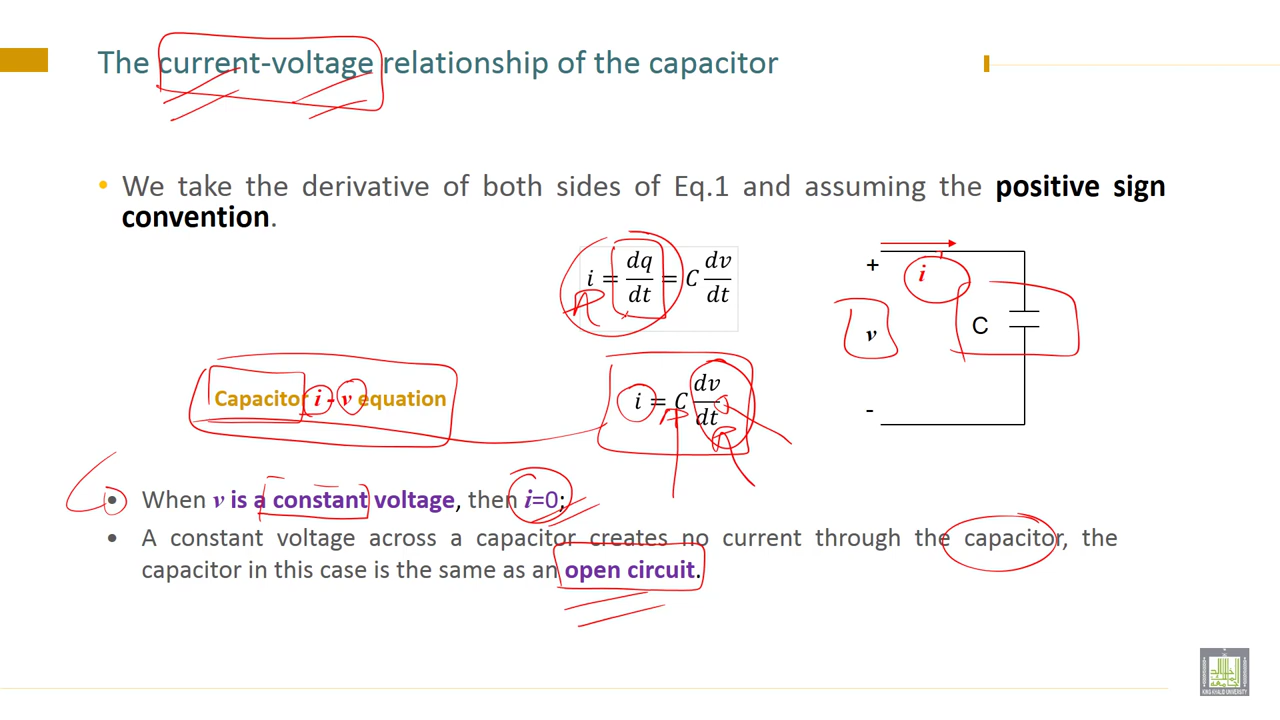 The current-voltage relationship of the capacitor
• We take the derivative of both sides of Eq.1 and assuming the positive sign
convention.
i = dq/dt = C dv/dt
+
i
C
v
-
Capacitor i - v equation
i = C dv/dt
• When v is a constant voltage, then i=0;
• A constant voltage across a capacitor creates no current through the capacitor, the
capacitor in this case is the same as an open circuit.
KING KHALID UNIVERSITY